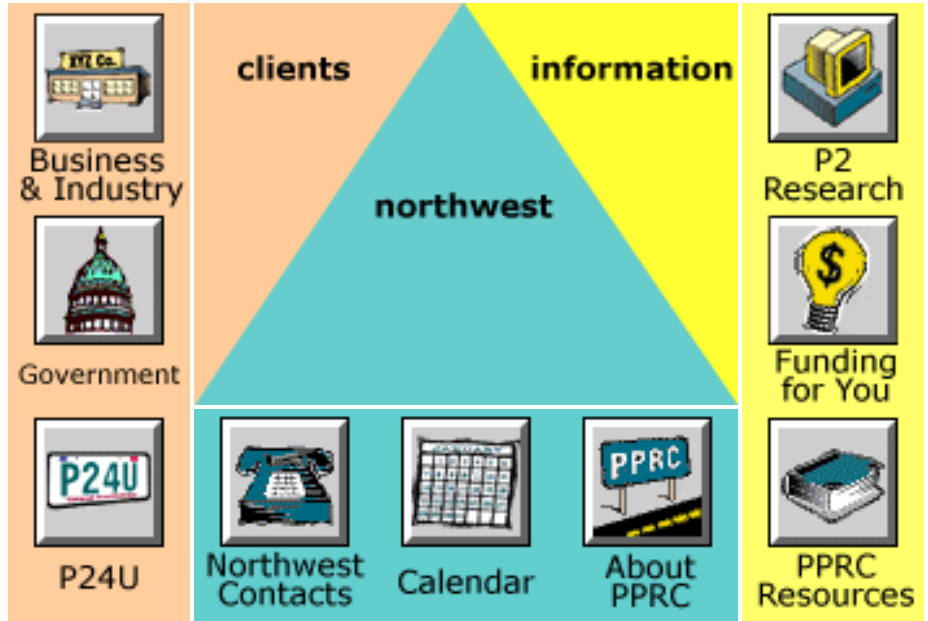 XYZ Co.
Business
& Industry
Government
P24U
P24U
clients
information
northwest
Northwest
Contacts
JANUARY
Calendar
PPRC
About
PPRC
P2
Research
$
Funding
for You
PPRC
Resources